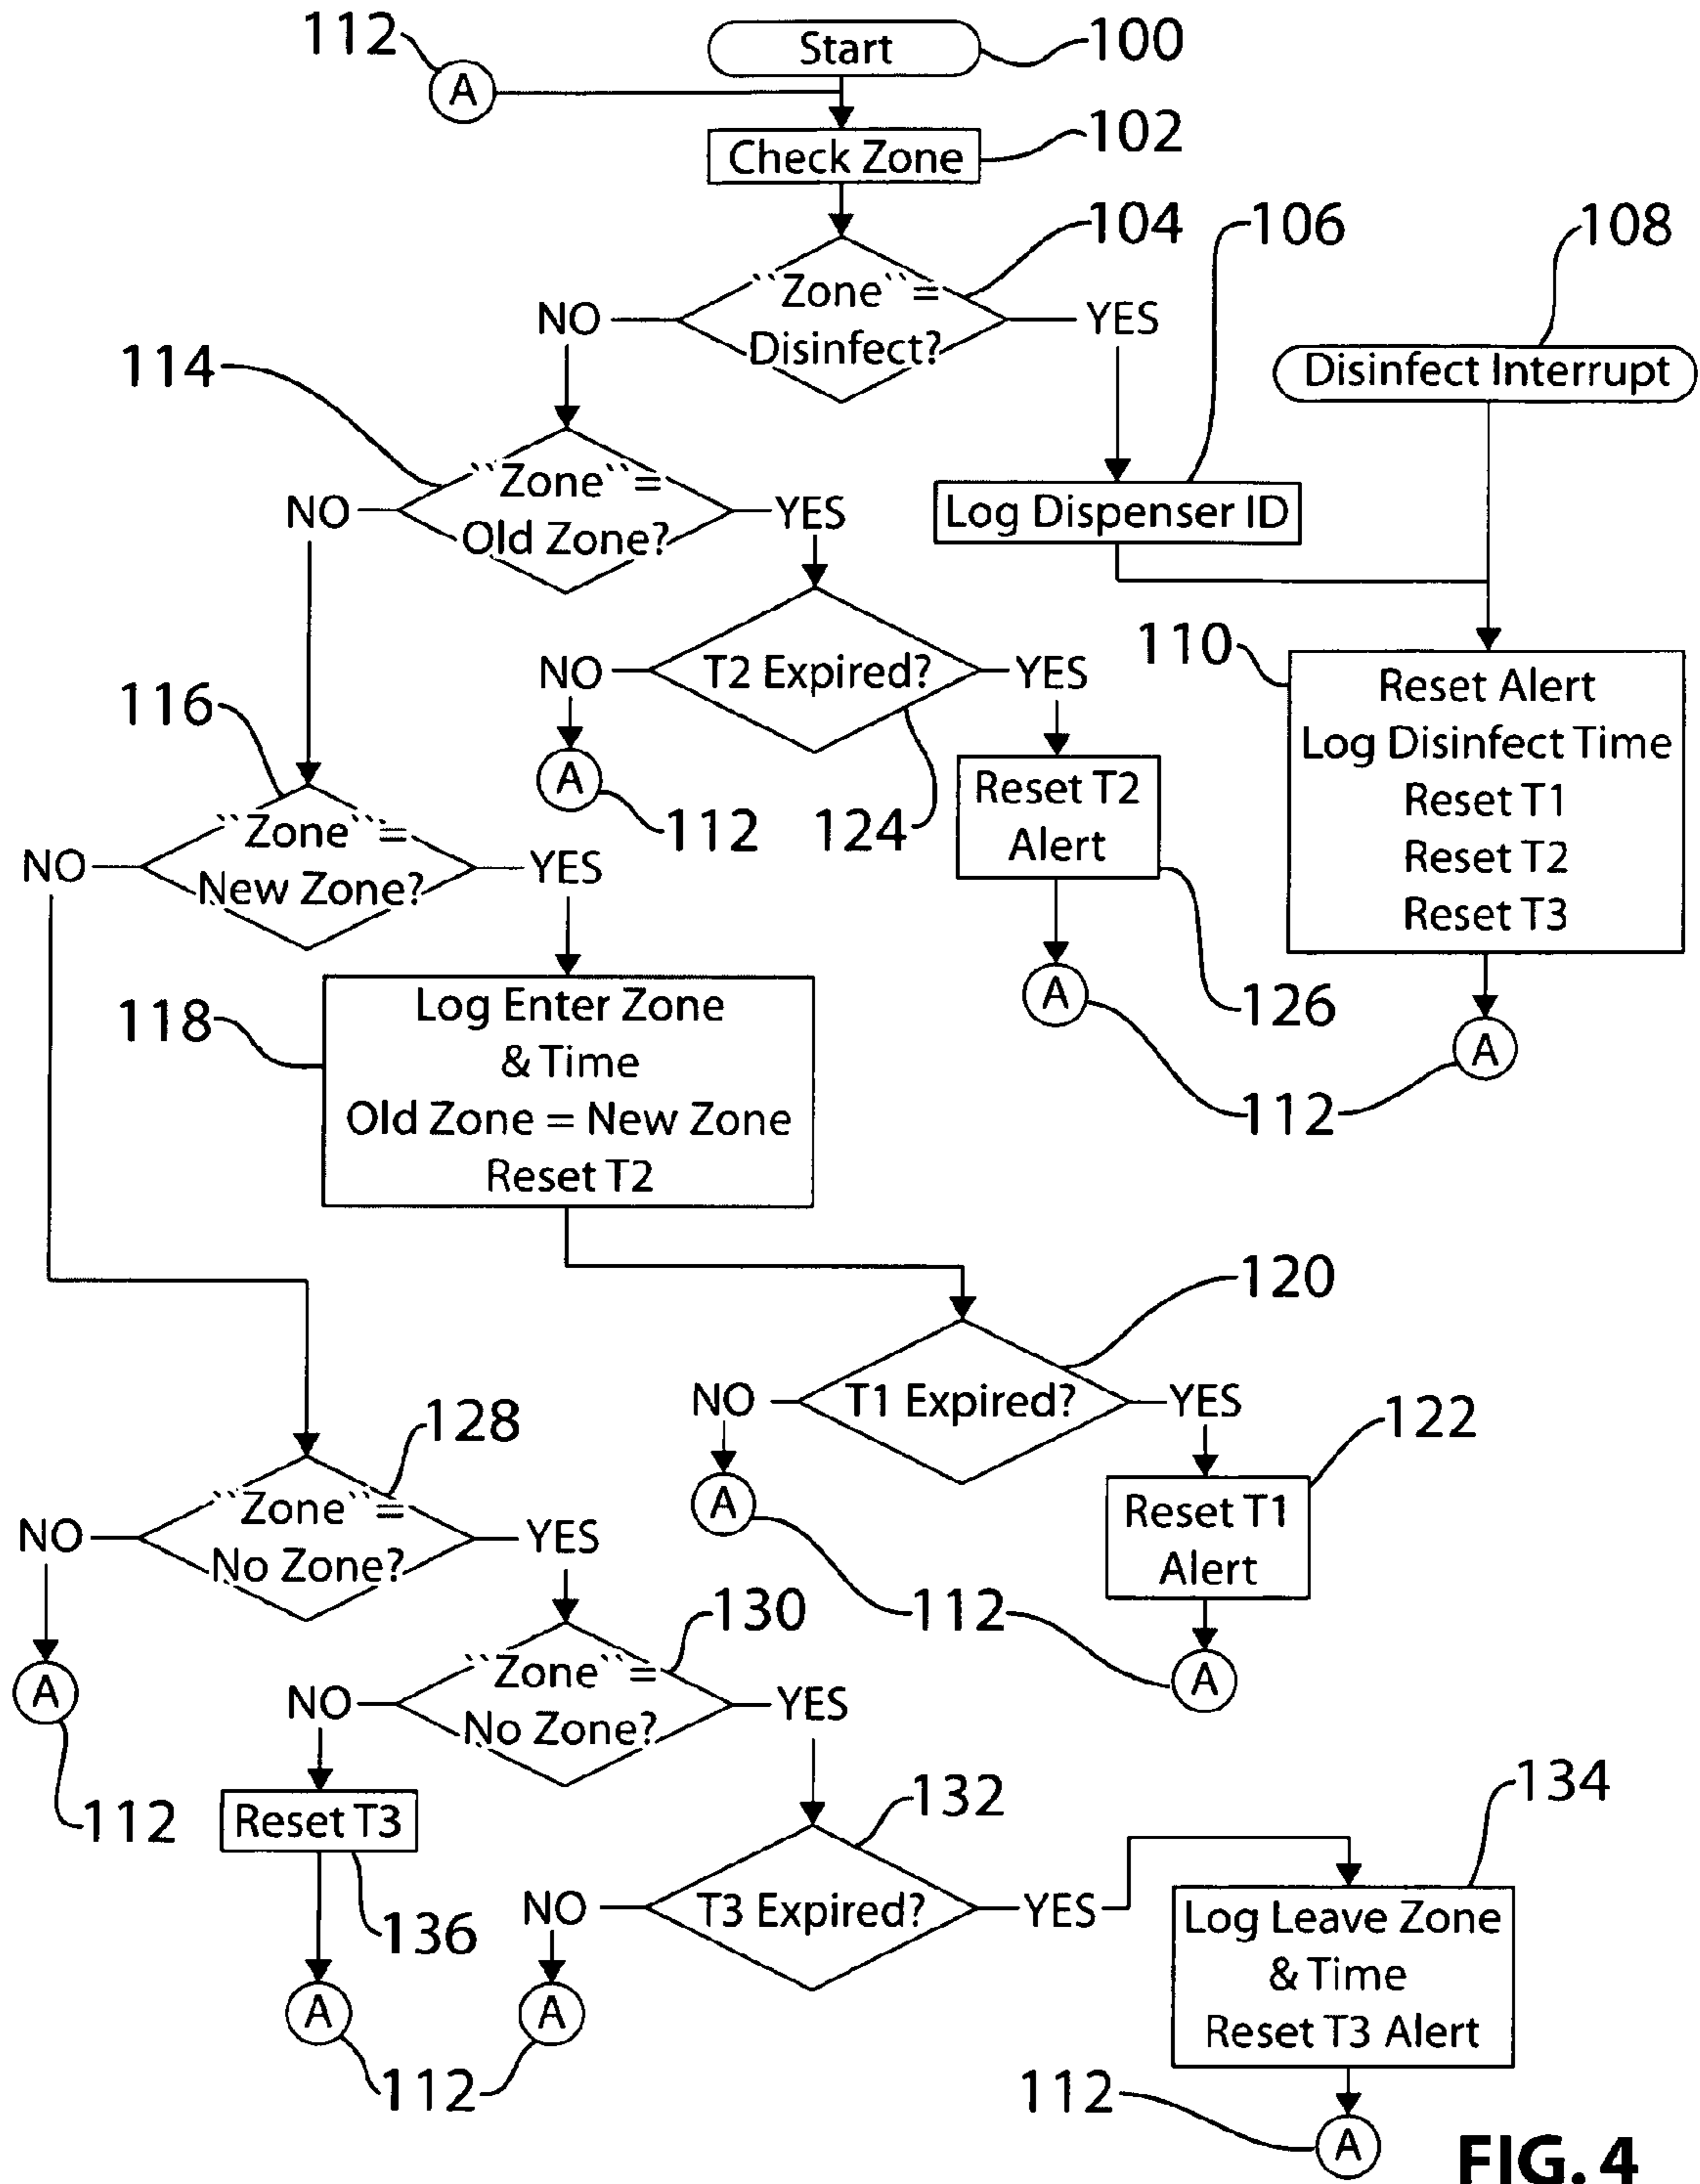 112
Start
100
A
Check Zone
102
104
106
108
``Zone``=
Disinfect?
NO
YES
Disinfect Interrupt
114
``Zone``=
Old Zone?
NO
YES
Log Dispenser ID
T2 Expired?
NO
YES
110
Reset Alert
Log Disinfect Time
Reset T1
Reset T2
Reset T3
116
A
112
124
Reset T2
Alert
``Zone``=
New Zone?
NO
YES
A
126
A
112
118
Log Enter Zone
& Time
Old Zone = New Zone
Reset T2
120
T1 Expired?
NO
YES
122
128
A
Reset T1
Alert
``Zone``=
No Zone?
NO
YES
112
A
130
``Zone``=
No Zone?
NO
YES
A
112
Reset T3
132
134
136
T3 Expired?
NO
YES
Log Leave Zone
& Time
Reset T3 Alert
A
A
112
112
A
FIG. 4